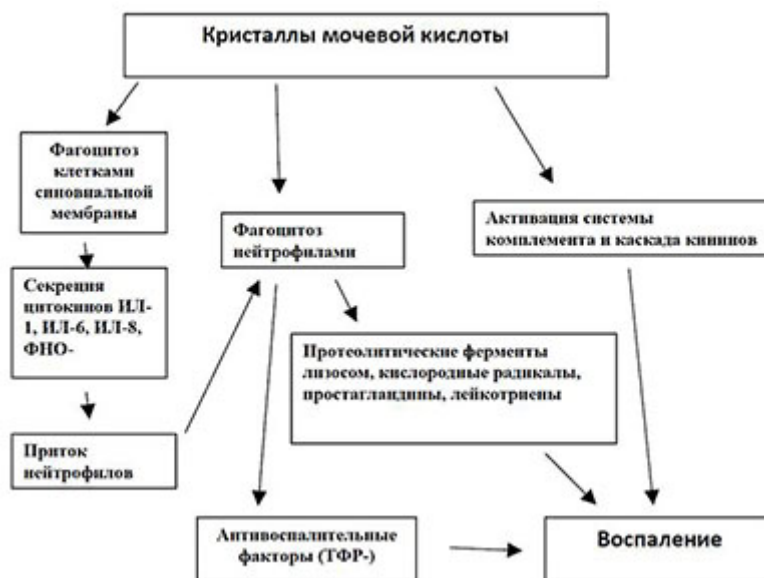 Кристаллы мочевой кислоты
Фагоцитоз
клетками
синовиальной
мембраны
Фагоцитоз
нейтрофилами
Активация системы
комплемента и каскада кининов
Секреция
цитокинов ИЛ-
1, ИЛ-6, ИЛ-8,
ФНО-
Протеолитические ферменты
лизосом, кислородные радикалы,
простагландины, лейкотриены
Приток
нейтрофилов
Антивоспалительные
факторы (ТФР-)
Воспаление